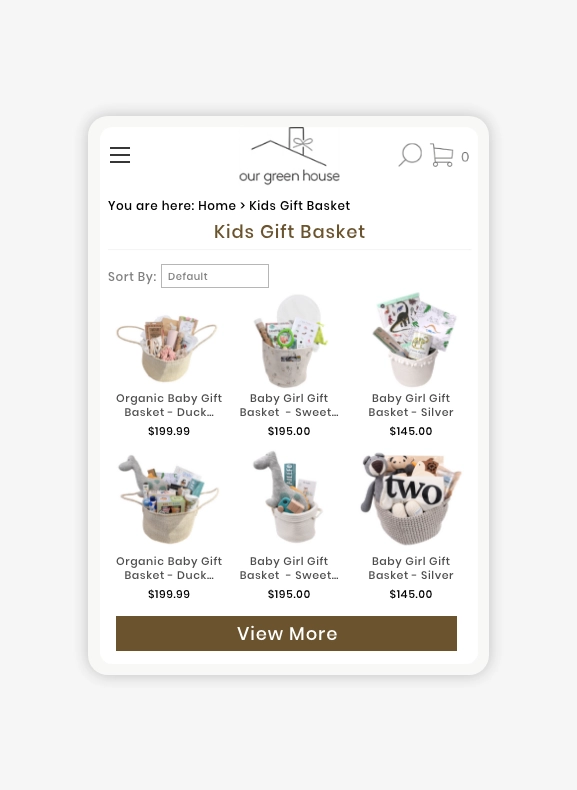 our green house
0
You are here: Home > Kids Gift Basket
Kids Gift Basket
Sort By: Default
Organic Baby Gift
Basket - Duck...
$199.99
Baby Girl Gift
Basket - Sweet...
$195.00
Baby Girl Gift
Basket - Silver
$145.00
two
Organic Baby Gift
Basket - Duck...
$199.99
Baby Girl Gift
Basket - Sweet...
$195.00
Baby Girl Gift
Basket - Silver
$145.00
View More